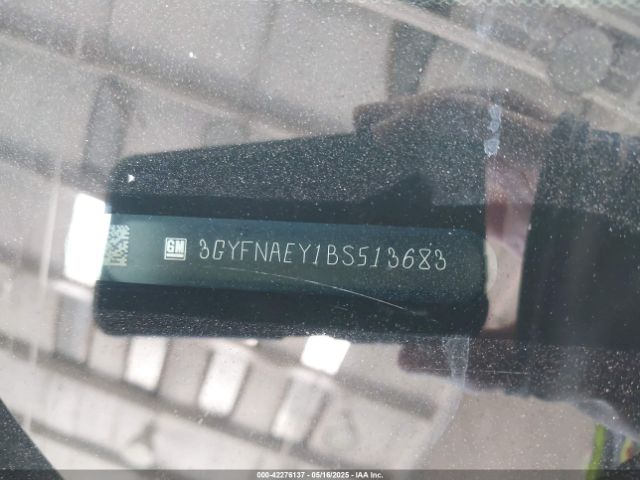 GM 3GYFNAEY1BS513683
000-42276137 - 05/16/2025 - IAA Inc.